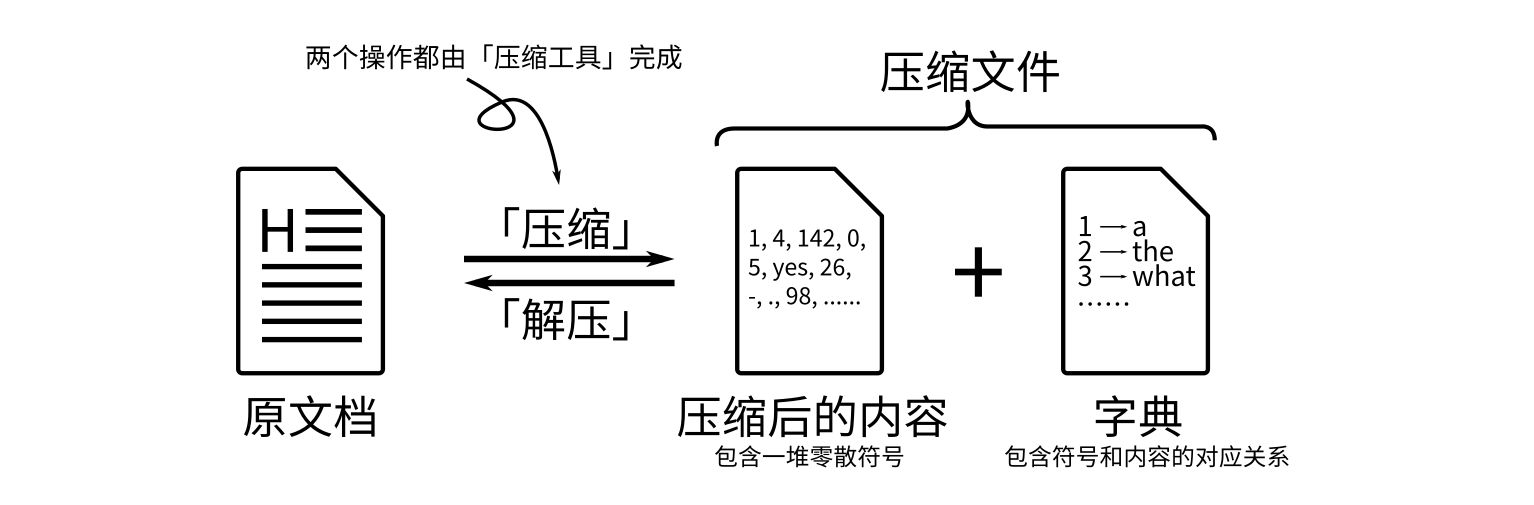 两个操作都由「压缩工具」完成
压缩文件
H
「压缩」
「解压」
原文档
1, 4, 142, 0,
5, yes, 26,
-, ., 98, ......
压缩后的内容
包含一堆零散符号
+
1 → a
2 → the
3 → what
......
字典
包含符号和内容的对应关系